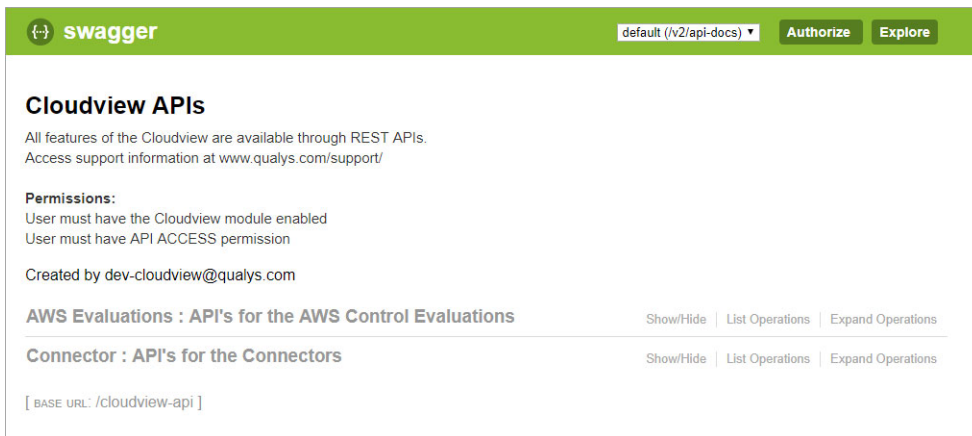 {··} swagger default (/v2/api-docs) ▼ Authorize Explore
Cloudview APIs
All features of the Cloudview are available through REST APIs.
Access support information at www.qualys.com/support/
Permissions:
User must have the Cloudview module enabled
User must have API ACCESS permission
Created by dev-cloudview@qualys.com
AWS Evaluations : API's for the AWS Control Evaluations Show/Hide | List Operations | Expand Operations
Connector : API's for the Connectors Show/Hide | List Operations | Expand Operations
[ BASE URL: /cloudview-api ]